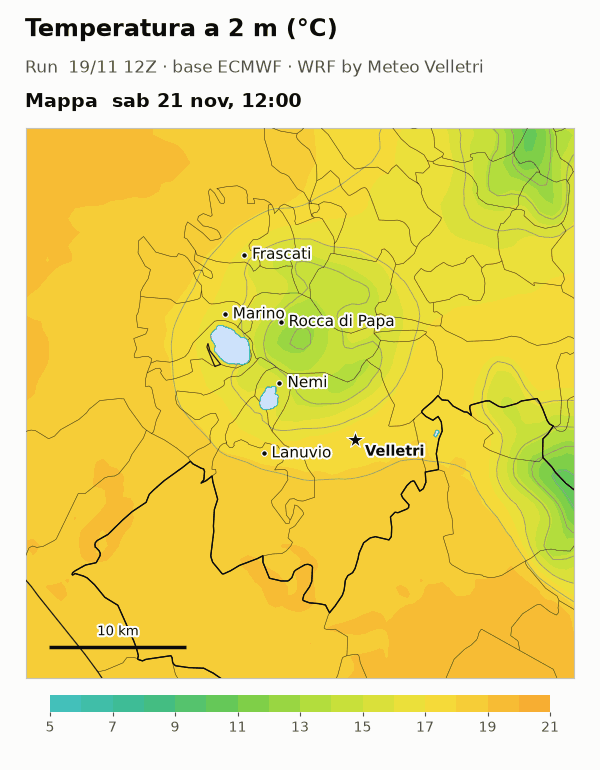 Temperatura a 2 m (°C)
Run 19/11 12Z · base ECMWF · WRF by Meteo Velletri
Mappa sab 21 nov, 12:00
Frascati
Marino
Rocca di Papa
Nemi
Lanuvio
Velletri
10 km
5 7 9 11 13 15 17 19 21